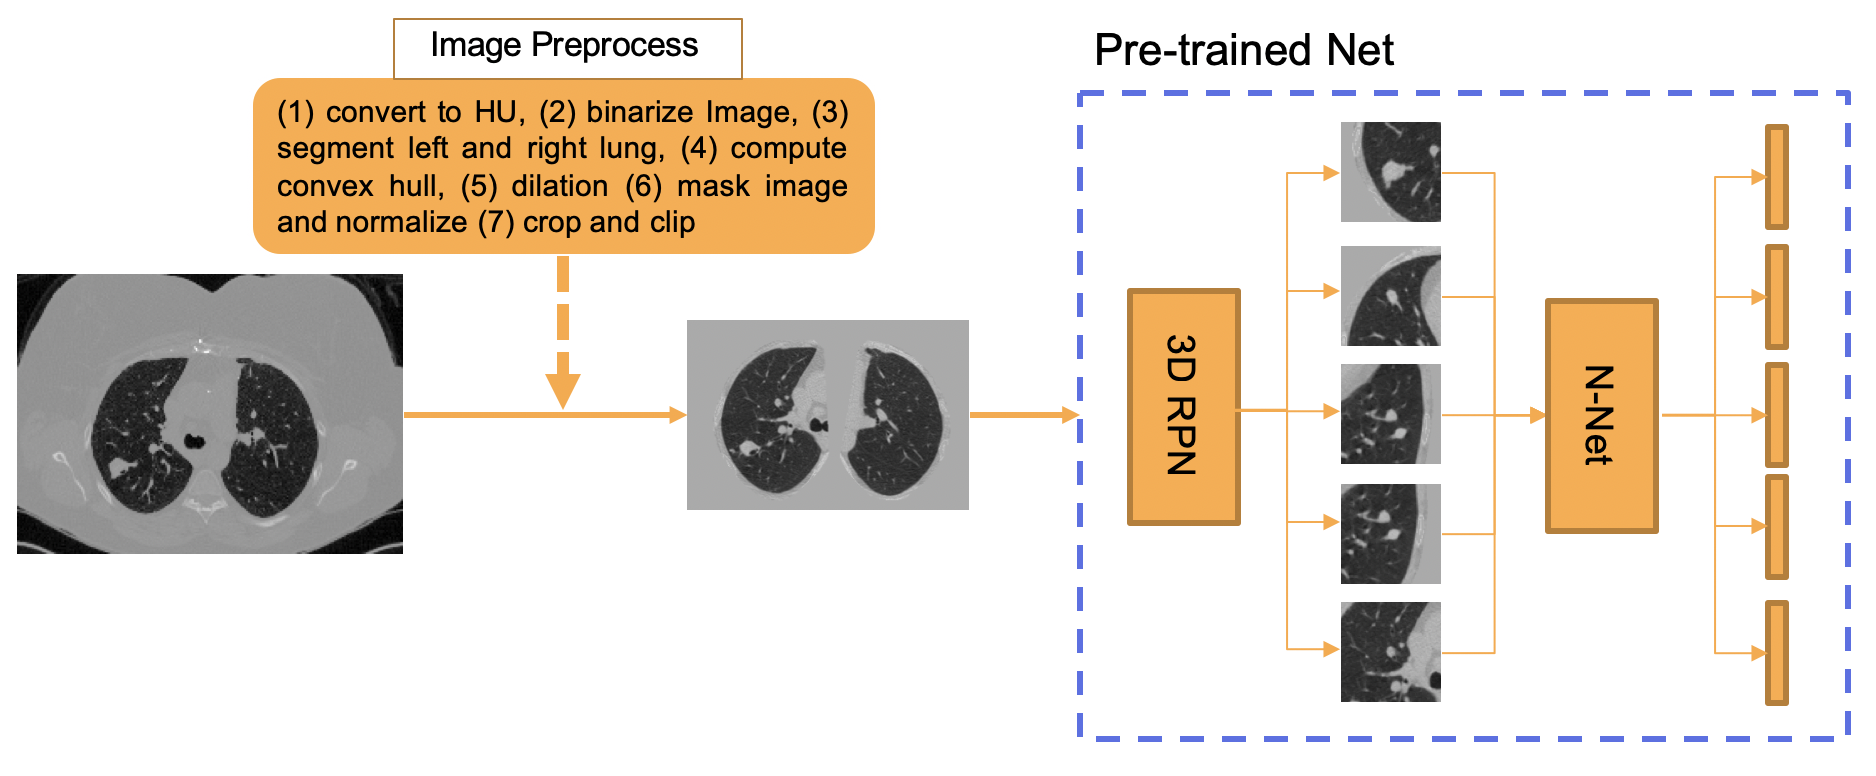 Image Preprocess
(1) convert to HU, (2) binarize Image, (3)
segment left and right lung, (4) compute
convex hull, (5) dilation (6) mask image
and normalize (7) crop and clip
Pre-trained Net
3D RPN
N-Net